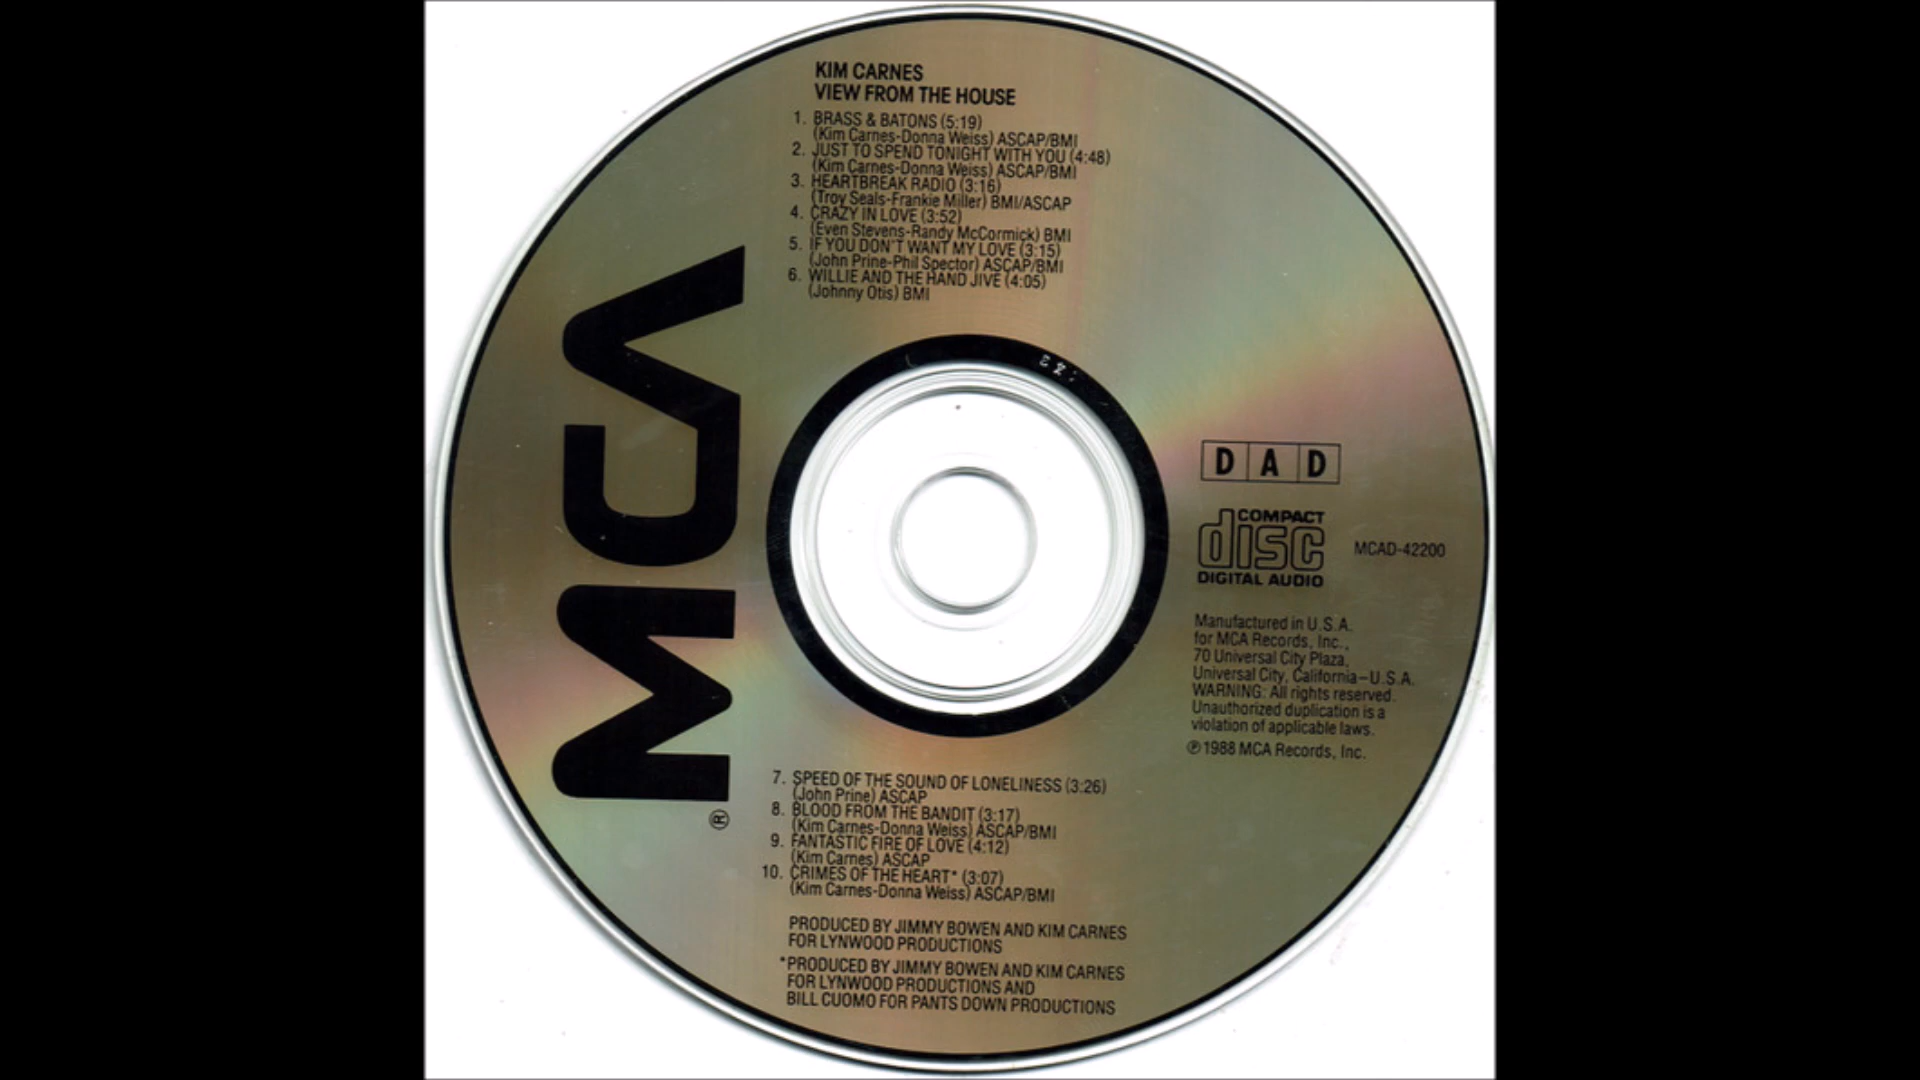 KIM CARNES
VIEW FROM THE HOUSE
1. BRASS & BATONS (5:19)
(Kim Carnes-Donna Weiss) ASCAP/BMI
2. JUST TO SPEND TONIGHT WITH YOU (4:48)
(Kim Carnes-Donna Weiss) ASCAP/BMI
3. HEARTBREAK RADIO (3:16)
(Troy Seals-Frankie Miller) BMI/ASCAP
4. CRAZY IN LOVE (3:52)
(Even Stevens-Randy McCormick) BMI
5. IF YOU DON'T WANT MY LOVE (3:15)
(John Prine-Phil Spector) ASCAP/BMI
6. WILLIE AND THE HAND JIVE (4:05)
(Johnny Otis) BMI
MCA
®
DAD
COMPACT
disc
DIGITAL AUDIO
MCAD-42200
Manufactured in U.S.A.
for MCA Records, Inc.,
70 Universal City Plaza,
Universal City, California-U.S.A.
WARNING: All rights reserved.
Unauthorized duplication is a
violation of applicable laws.
℗ 1988 MCA Records, Inc.
7. SPEED OF THE SOUND OF LONELINESS (3:26)
(John Prine) ASCAP
8. BLOOD FROM THE BANDIT (3:17)
(Kim Carnes-Donna Weiss) ASCAP/BMI
9. FANTASTIC FIRE OF LOVE (4:12)
(Kim Carnes) ASCAP
10. CRIMES OF THE HEART* (3:07)
(Kim Carnes-Donna Weiss) ASCAP/BMI
PRODUCED BY JIMMY BOWEN AND KIM CARNES
FOR LYNWOOD PRODUCTIONS
*PRODUCED BY JIMMY BOWEN AND KIM CARNES
FOR LYNWOOD PRODUCTIONS AND
BILL CUOMO FOR PANTS DOWN PRODUCTIONS